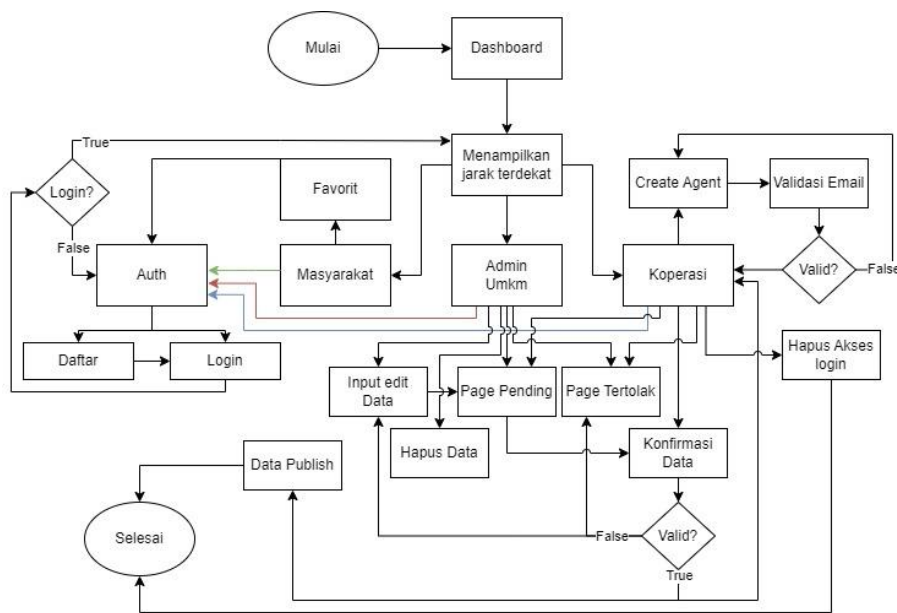 Mulai
Dashboard
True
Menampilkan
jarak terdekat
Login?
Favorit
Create Agent
Validasi Email
False
Auth
Masyarakat
Admin
Umkm
Koperasi
Valid?
False
Daftar
Login
Hapus Akses
login
Input edit
Data
Page Pending
Page Tertolak
Hapus Data
Konfirmasi
Data
Data Publish
Selesai
False
Valid?
True